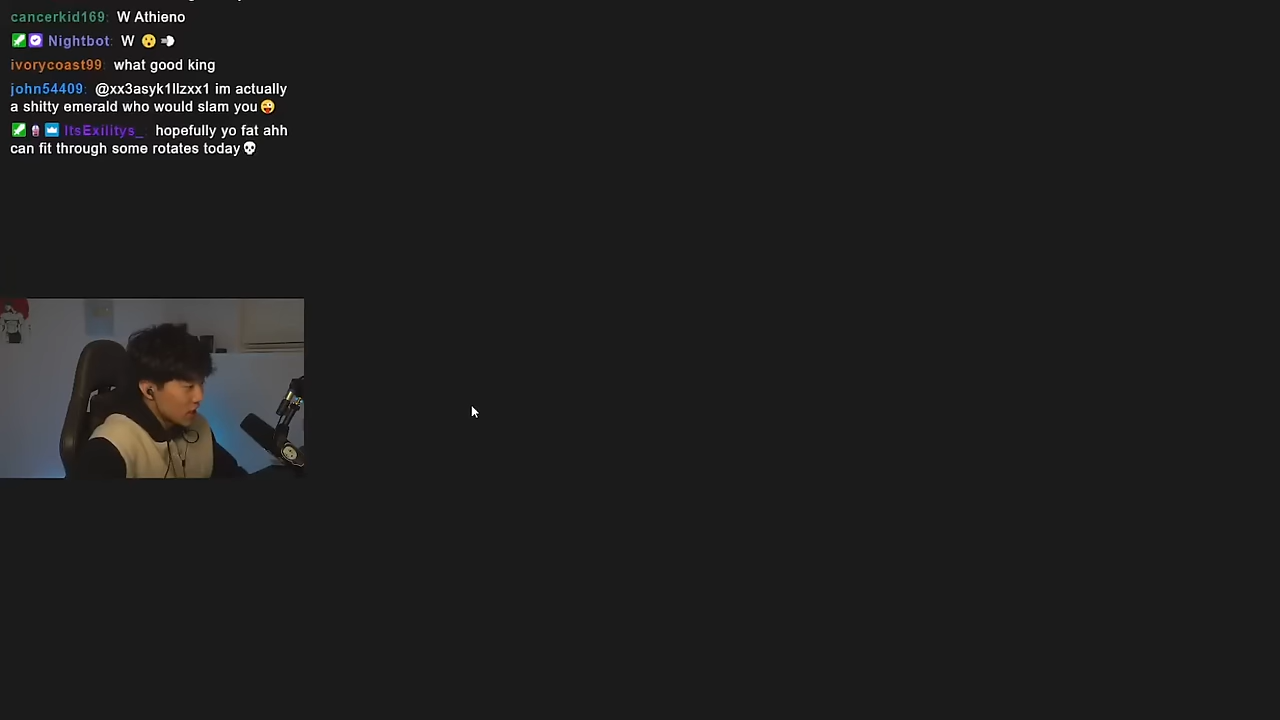 cancerkid169: W Athieno
Nightbot: W 😮 💨
ivorycoast99: what good king
john54409: @xx3asyk1llzxx1 im actually
a shitty emerald who would slam you😜
ItsExilitys_: hopefully yo fat ahh
can fit through some rotates today💀